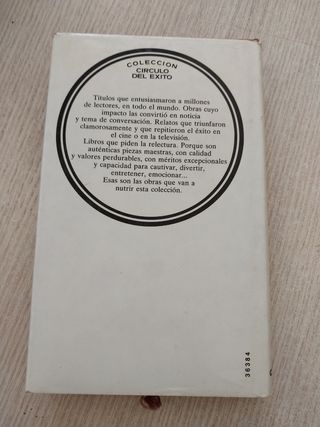 COLECCION
CIRCULO
DEL EXITO
Títulos que entusiasmaron a millones
de lectores, en todo el mundo. Obras cuyo
impacto las convirtió en noticia
y tema de conversación. Relatos que triunfaron
clamorosamente y que repitieron el éxito en
el cine o en la televisión.
Libros que piden la relectura. Porque son
auténticas piezas maestras, con calidad
y valores perdurables, con méritos excepcionales
y capacidad para cautivar, divertir,
entretener, emocionar...
Esas son las obras que van a
nutrir esta colección.
36384